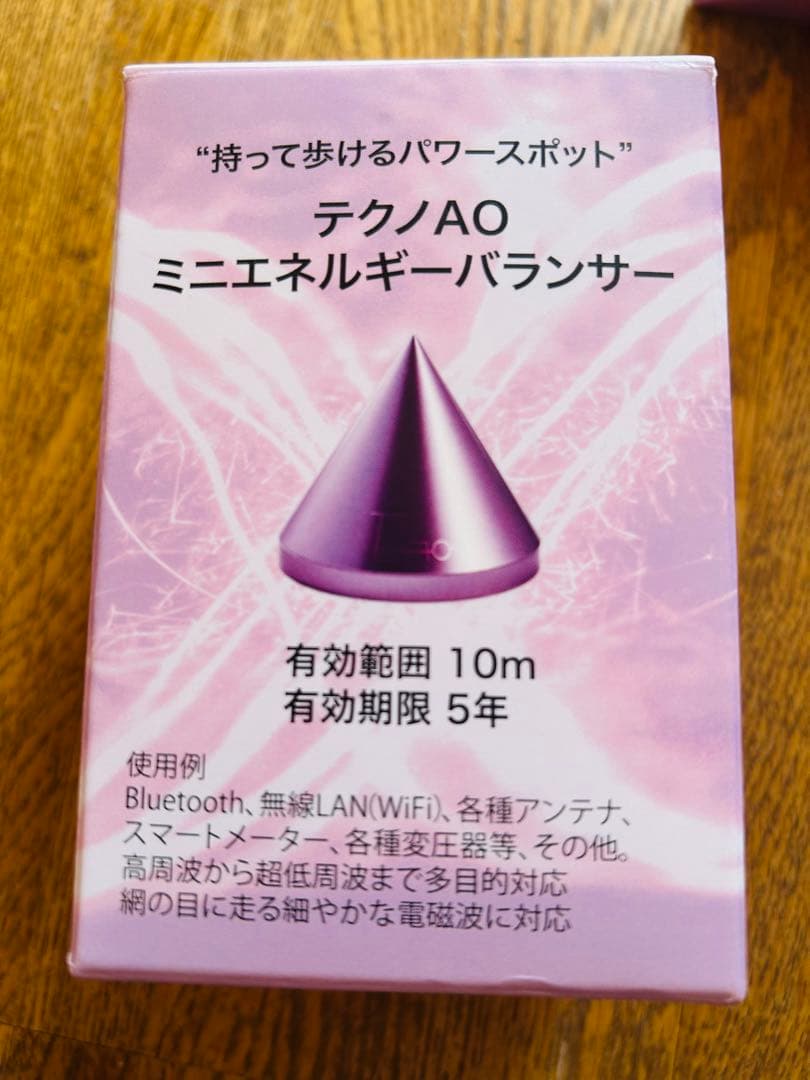 “持って歩けるパワースポット”
テクノAO
ミニエネルギーバランサー
有効範囲 10m
有効期限 5年
使用例
Bluetooth、無線LAN(WiFi)、各種アンテナ、
スマートメーター、各種変圧器等、その他。
高周波から超低周波まで多目的対応
網の目に走る細やかな電磁波に対応